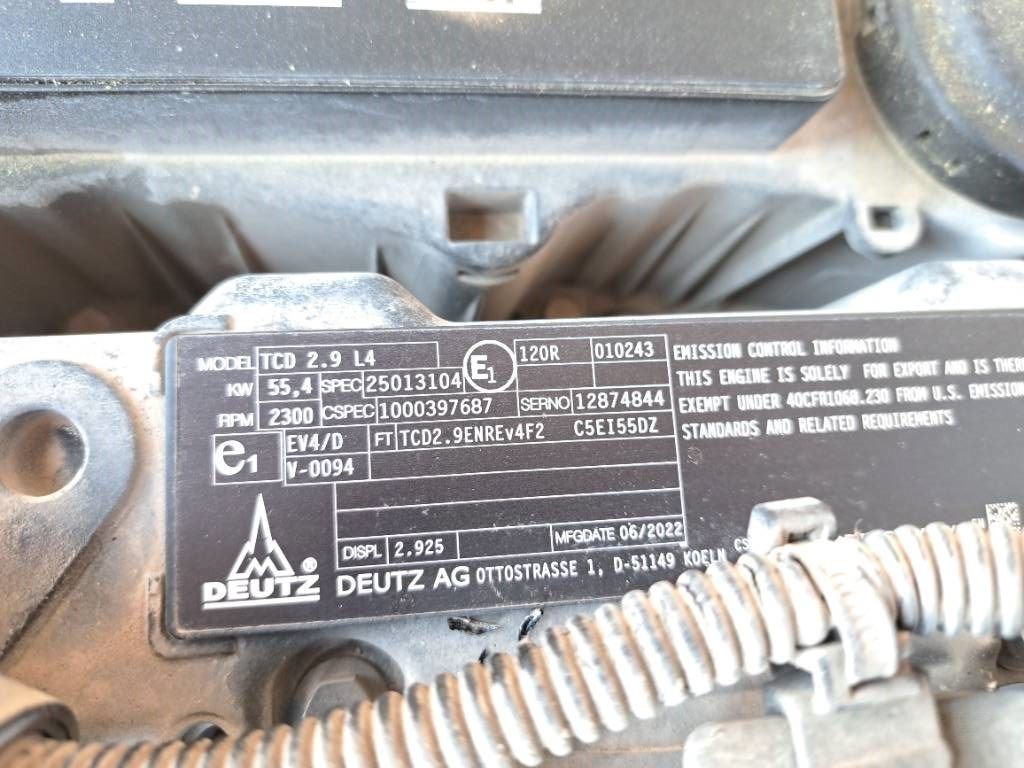 MODEL TCD 2.9 L4 E1 120R 010243
KW 55,4 SPEC 25013104
RPM 2300 CSPEC 1000397687 SERNO 12874844
e1 EV4/D FT TCD2.9ENREv4F2 C5EI55DZ
V-0094
DISPL 2.925 MFGDATE 06/2022
DEUTZ® DEUTZ AG OTTOSTRASSE 1, D-51149 KOELN
EMISSION CONTROL INFORMATION
THIS ENGINE IS SOLELY FOR EXPORT AND IS THEREFORE
EXEMPT UNDER 40CFR1068.230 FROM U.S. EMISSION
STANDARDS AND RELATED REQUIREMENTS